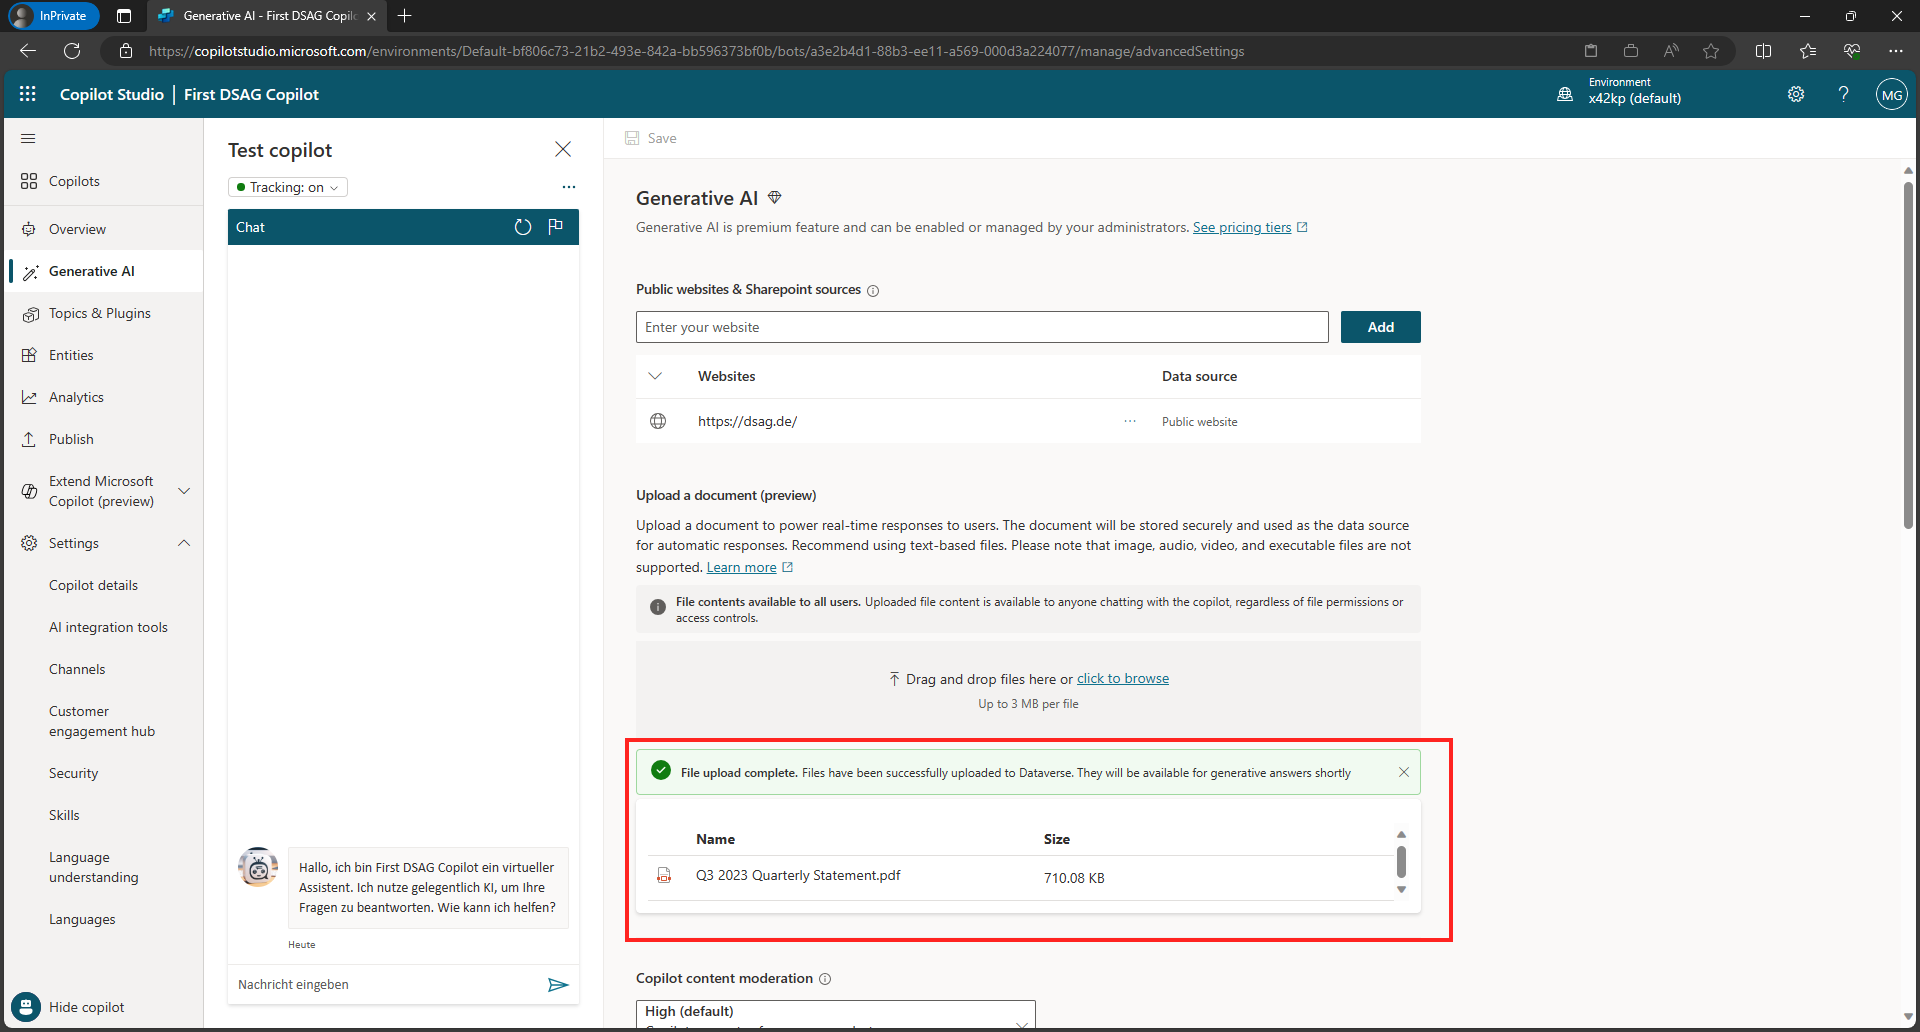 InPrivate
Generative AI - First DSAG Copilo
https://copilotstudio.microsoft.com/environments/Default-bf806c73-21b2-493e-842a-bb596373bf0b/bots/a3e2b4d1-88b3-ee11-a569-000d3a224077/manage/advancedSettings
Copilot Studio | First DSAG Copilot
Environment
x42kp (default)
?
MG
Copilots
Overview
Generative AI
Topics & Plugins
Entities
Analytics
Publish
Extend Microsoft
Copilot (preview)
Settings
Copilot details
AI integration tools
Channels
Customer
engagement hub
Security
Skills
Language
understanding
Languages
Hide copilot
Test copilot
Tracking: on
Chat
Hallo, ich bin First DSAG Copilot ein virtueller
Assistent. Ich nutze gelegentlich KI, um Ihre
Fragen zu beantworten. Wie kann ich helfen?
Heute
Nachricht eingeben
Save
Generative AI
Generative AI is premium feature and can be enabled or managed by your administrators. See pricing tiers
Public websites & Sharepoint sources
Enter your website
Add
Websites Data source
https://dsag.de/ ... Public website
Upload a document (preview)
Upload a document to power real-time responses to users. The document will be stored securely and used as the data source
for automatic responses. Recommend using text-based files. Please note that image, audio, video, and executable files are not
supported. Learn more
File contents available to all users. Uploaded file content is available to anyone chatting with the copilot, regardless of file permissions or
access controls.
Drag and drop files here or click to browse
Up to 3 MB per file
File upload complete. Files have been successfully uploaded to Dataverse. They will be available for generative answers shortly
Name Size
Q3 2023 Quarterly Statement.pdf 710.08 KB
Copilot content moderation
High (default)